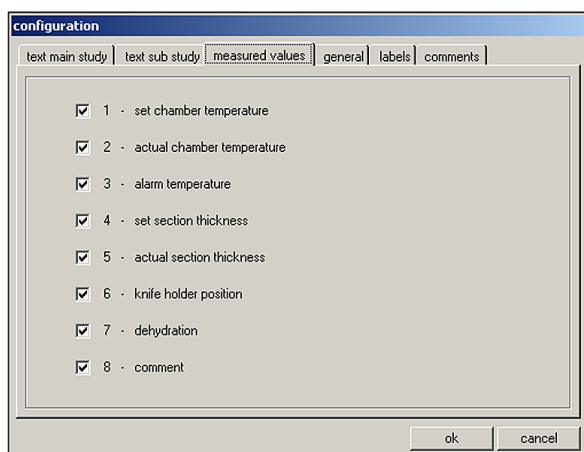 configuration
text main study text sub study measured values general labels comments
1 - set chamber temperature
2 - actual chamber temperature
3 - alarm temperature
4 - set section thickness
5 - actual section thickness
6 - knife holder position
7 - dehydration
8 - comment
ok cancel